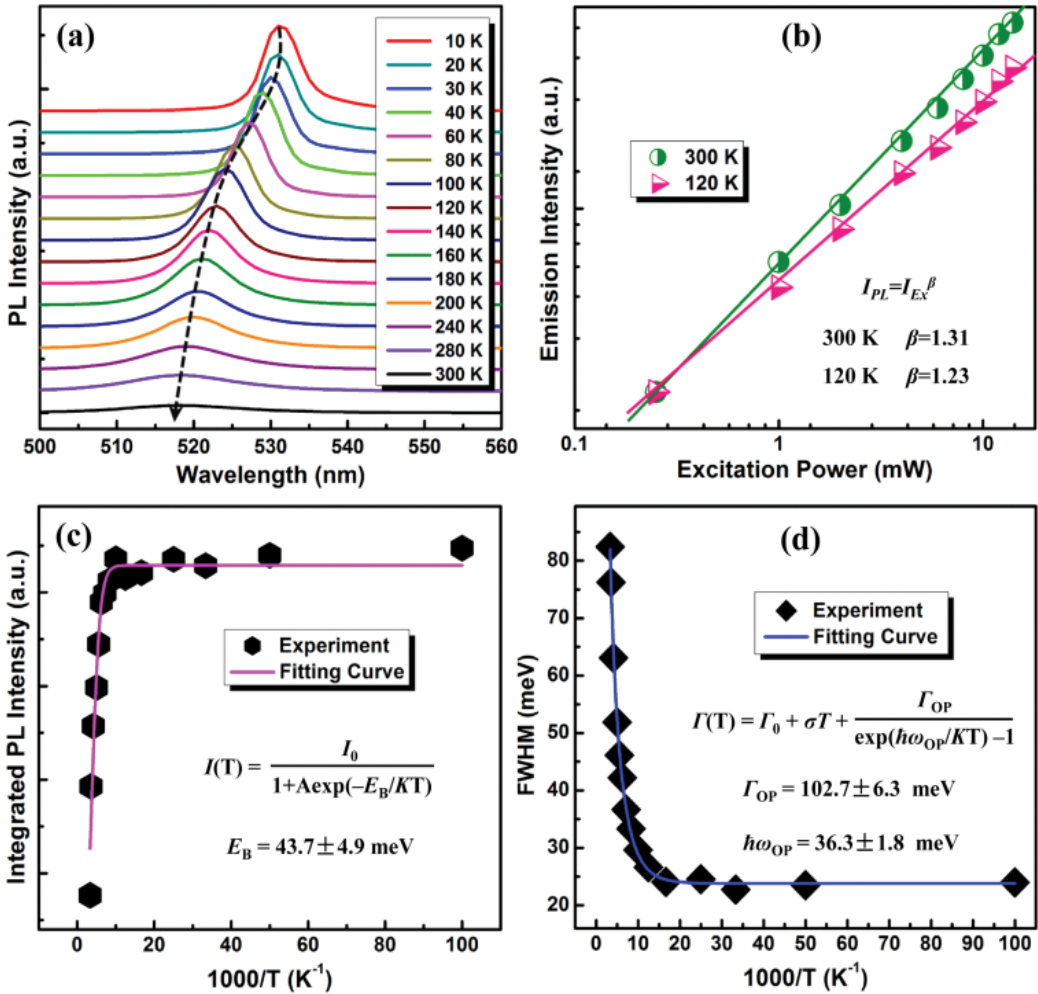 (a)
10 K
20 K
30 K
40 K
60 K
80 K
100 K
120 K
140 K
160 K
180 K
200 K
240 K
280 K
300 K
PL Intensity (a.u.)
500 510 520 530 540 550 560
Wavelength (nm)
(b)
300 K
120 K
I_PL=I_Ex^β
300 K β=1.31
120 K β=1.23
Emission Intensity (a.u.)
0.1 1 10
Excitation Power (mW)
(c)
Experiment
Fitting Curve
I(T) = I_0 / 1+Aexp(–E_B/KT)
E_B = 43.7±4.9 meV
Integrated PL Intensity (a.u.)
0 20 40 60 80 100
1000/T (K⁻¹)
(d)
Experiment
Fitting Curve
Γ(T) = Γ_0 + σT + Γ_OP / exp(ħω_OP/KT) –1
Γ_OP = 102.7±6.3 meV
ħω_OP = 36.3±1.8 meV
FWHM (meV)
80
70
60
50
40
30
20
0 10 20 30 40 50 60 70 80 90 100
1000/T (K⁻¹)